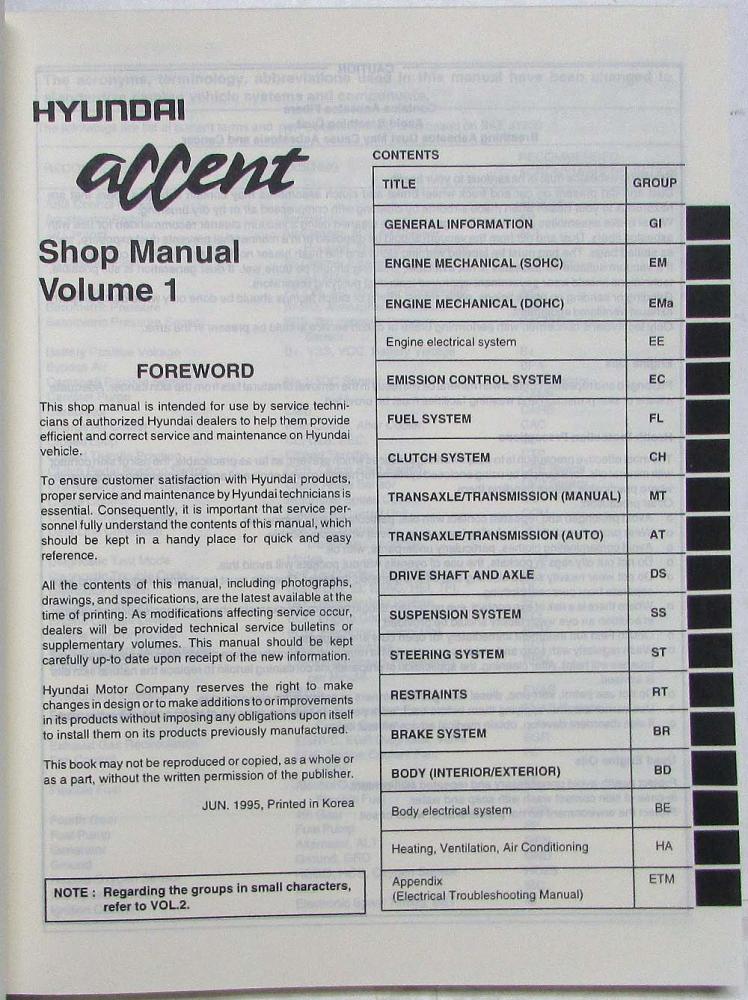 HYUNDAI
accent
Shop Manual
Volume 1
FOREWORD
This shop manual is intended for use by service techni-
cians of authorized Hyundai dealers to help them provide
efficient and correct service and maintenance on Hyundai
vehicle.
To ensure customer satisfaction with Hyundai products,
proper service and maintenance by Hyundai technicians is
essential. Consequently, it is important that service per-
sonnel fully understand the contents of this manual, which
should be kept in a handy place for quick and easy
reference.
All the contents of this manual, including photographs,
drawings, and specifications, are the latest available at the
time of printing. As modifications affecting service occur,
dealers will be provided technical service bulletins or
supplementary volumes. This manual should be kept
carefully up-to date upon receipt of the new information.
Hyundai Motor Company reserves the right to make
changes in design or to make additions to or improvements
in its products without imposing any obligations upon itself
to install them on its products previously manufactured.
This book may not be reproduced or copied, as a whole or
as a part, without the written permission of the publisher.
JUN. 1995, Printed in Korea
NOTE : Regarding the groups in small characters,
refer to VOL.2.
CONTENTS
TITLE GROUP
GENERAL INFORMATION GI
ENGINE MECHANICAL (SOHC) EM
ENGINE MECHANICAL (DOHC) EMa
Engine electrical system EE
EMISSION CONTROL SYSTEM EC
FUEL SYSTEM FL
CLUTCH SYSTEM CH
TRANSAXLE/TRANSMISSION (MANUAL) MT
TRANSAXLE/TRANSMISSION (AUTO) AT
DRIVE SHAFT AND AXLE DS
SUSPENSION SYSTEM SS
STEERING SYSTEM ST
RESTRAINTS RT
BRAKE SYSTEM BR
BODY (INTERIOR/EXTERIOR) BD
Body electrical system BE
Heating, Ventilation, Air Conditioning HA
Appendix ETM
(Electrical Troubleshooting Manual)